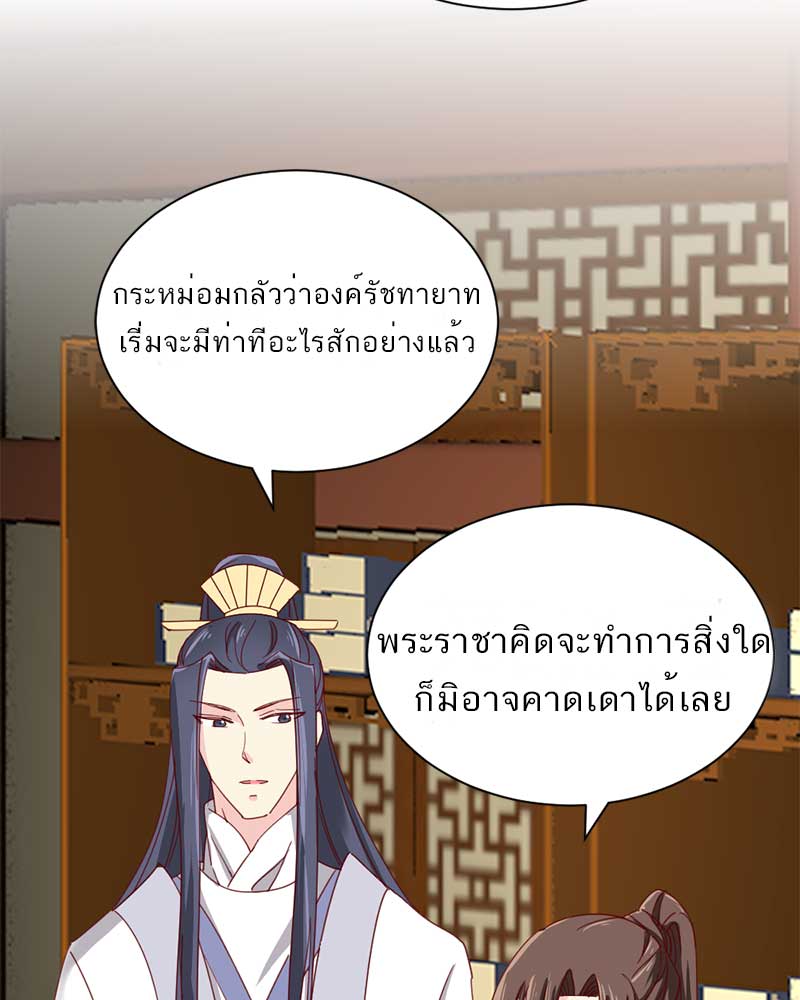 กระหม่อมกลัวว่าองค์รัชทายาท
เริ่มจะมีท่าทีอะไรสักอย่างแล้ว
พระราชาคิดจะทำการสิ่งใด
ก็มิอาจคาดเดาได้เลย